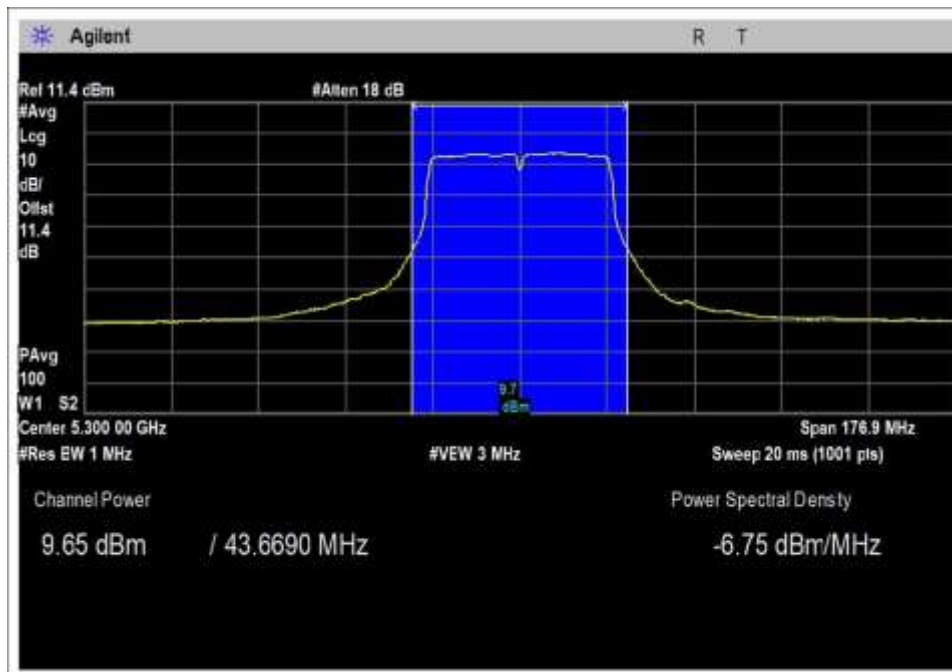 Agilent R T
Ref 11.4 dBm #Atten 18 dB
#Avg
Log
10
dB/
Offst
11.4
dB
PAvg
100
W1 S2
9.7
dBm
Center 5.300 00 GHz Span 176.9 MHz
#Res BW 1 MHz #VBW 3 MHz Sweep 20 ms (1001 pts)
Channel Power Power Spectral Density
9.65 dBm / 43.6690 MHz -6.75 dBm/MHz